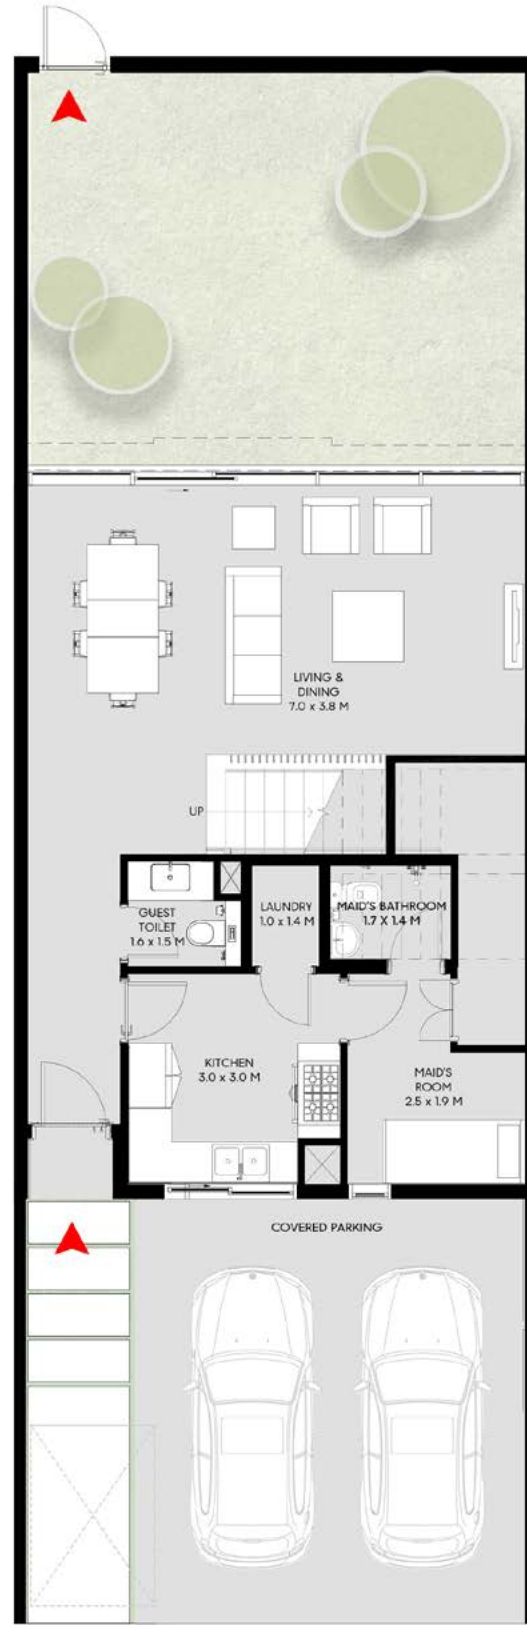 LIVING &
DINING
7.0 x 3.8 M
UP
GUEST
TOILET
1.6 x 1.5 M
LAUNDRY
1.0 x 1.4 M
MAID'S BATHROOM
1.7 X 1.4 M
KITCHEN
3.0 x 3.0 M
MAID'S
ROOM
2.5 x 1.9 M
COVERED PARKING